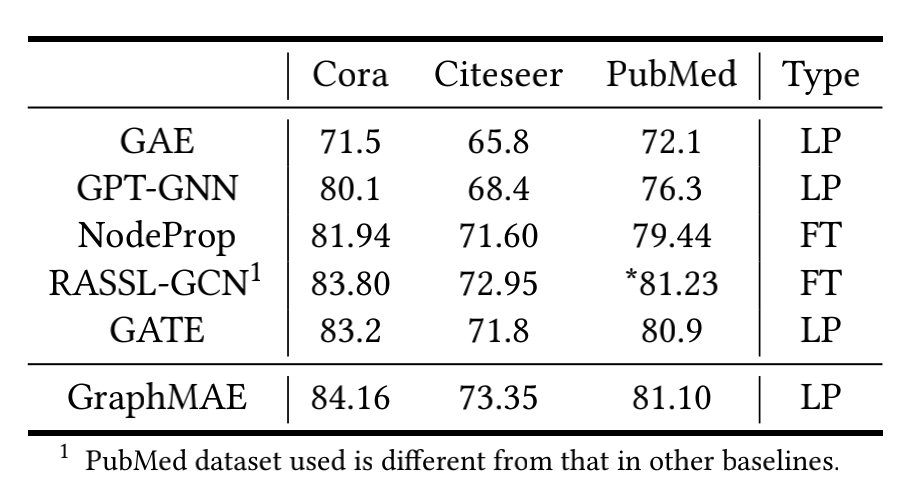 Cora Citeseer PubMed Type
GAE 71.5 65.8 72.1 LP
GPT-GNN 80.1 68.4 76.3 LP
NodeProp 81.94 71.60 79.44 FT
RASSL-GCN¹ 83.80 72.95 *81.23 FT
GATE 83.2 71.8 80.9 LP
GraphMAE 84.16 73.35 81.10 LP
¹ PubMed dataset used is different from that in other baselines.